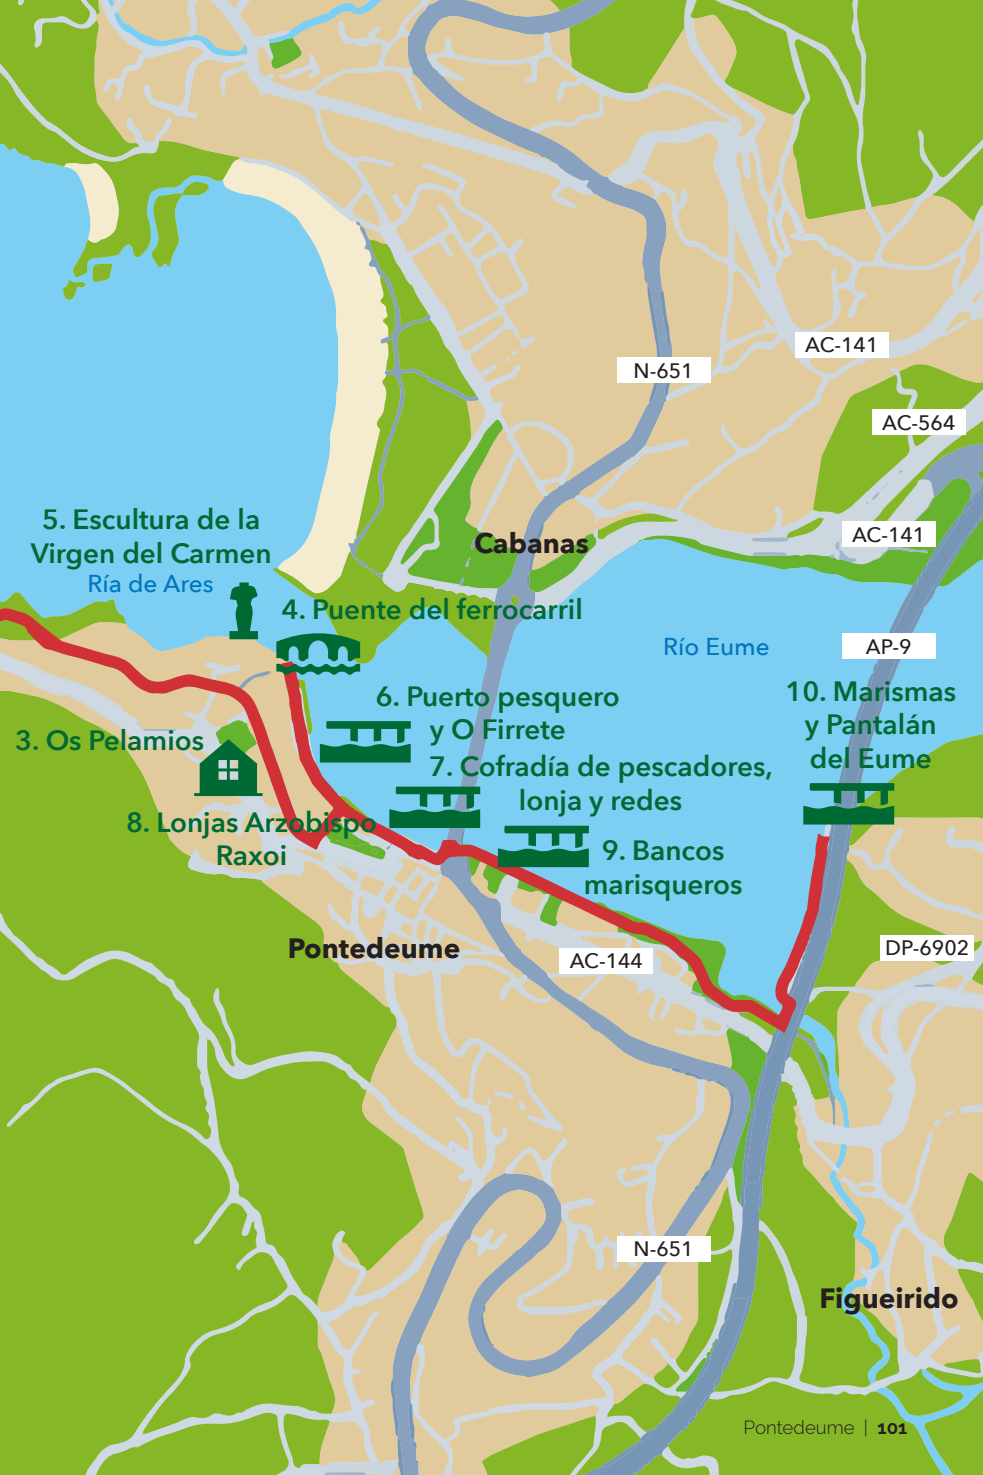 AC-141
N-651
AC-564
5. Escultura de la
Virgen del Carmen
Ría de Ares
AC-141
Cabanas
4. Puente del ferrocarril
Río Eume
AP-9
6. Puerto pesquero
y O Firrete
10. Marismas
y Pantalán
del Eume
3. Os Pelamios
7. Cofradía de pescadores,
lonja y redes
8. Lonjas Arzobispo
Raxoi
9. Bancos
marisqueros
Pontedeume
AC-144
DP-6902
N-651
Figueirido
Pontedeume | 101